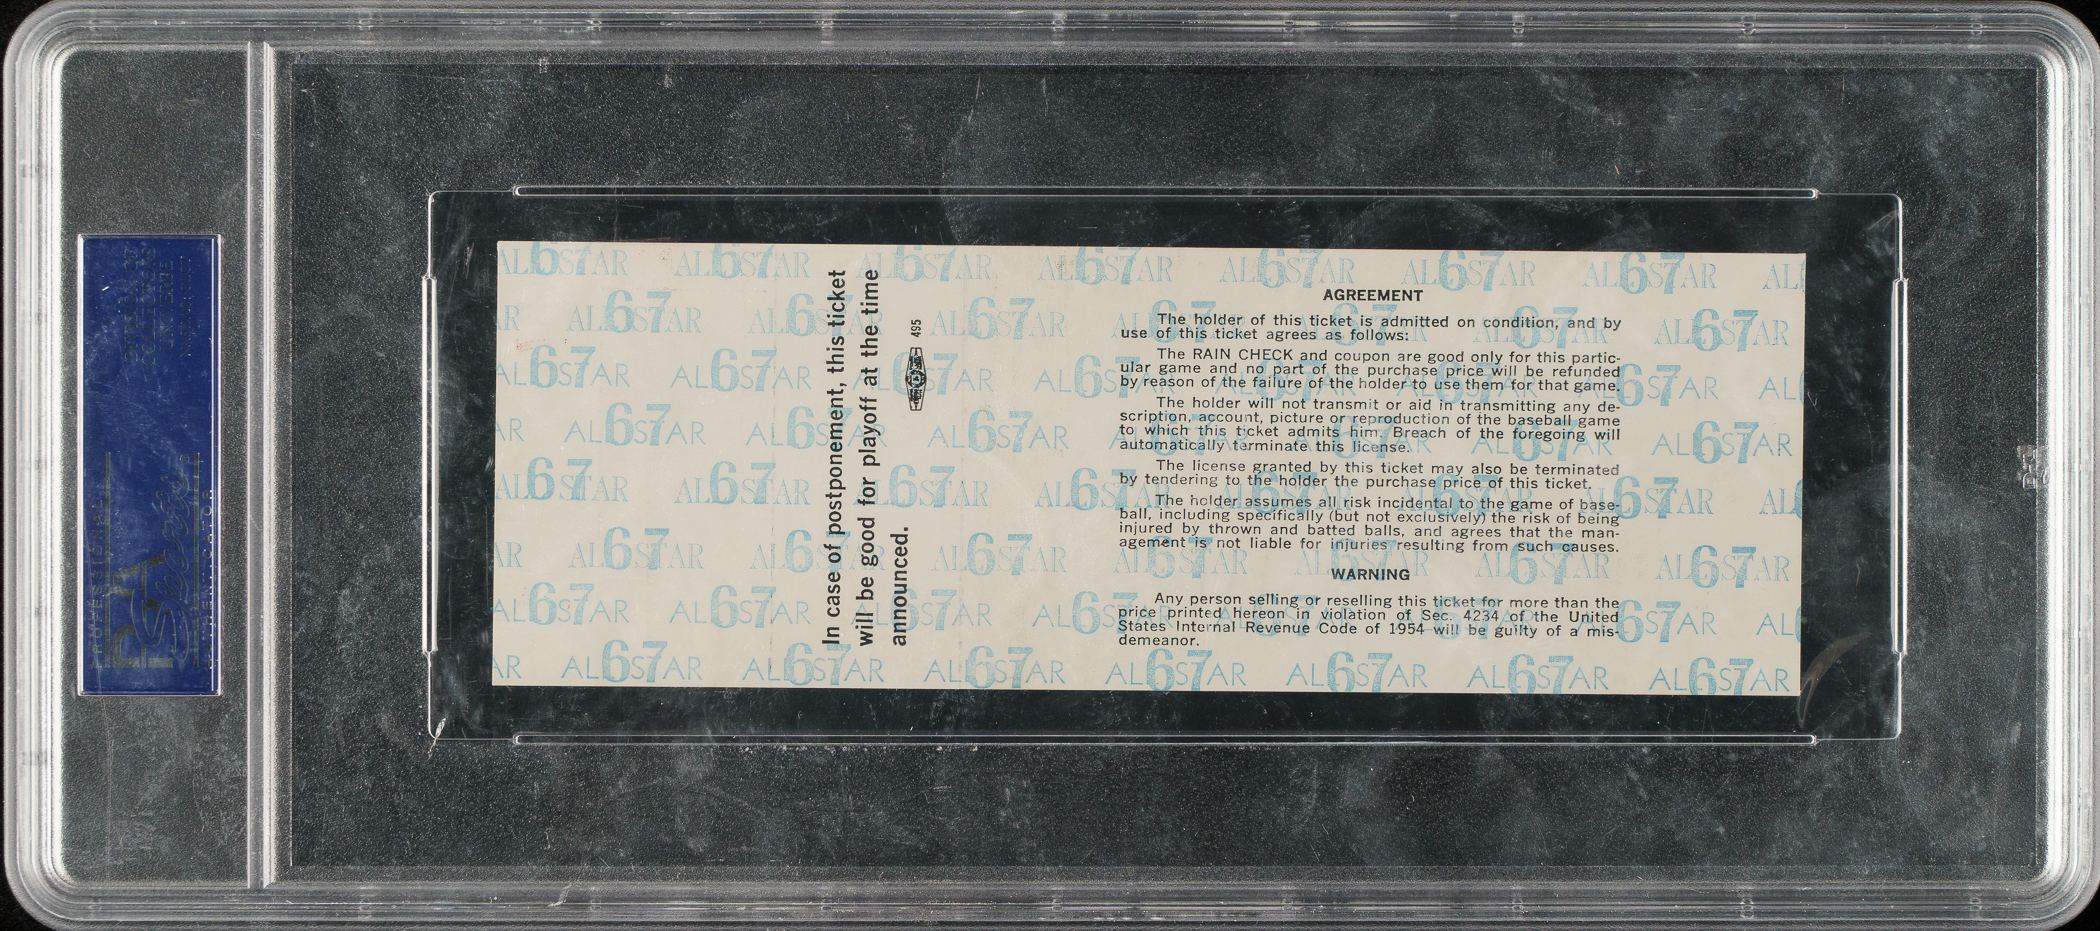 In case of postponement, this ticket
will be good for playoff at the time
announced.
495
AGREEMENT
The holder of this ticket is admitted on condition, and by
use of this ticket agrees as follows:
The RAIN CHECK and coupon are good only for this partic-
ular game and no part of the purchase price will be refunded
by reason of the failure of the holder to use them for that game.
The holder will not transmit or aid in transmitting any de-
scription, account, picture or reproduction of the baseball game
to which this ticket admits him. Breach of the foregoing will
automatically terminate this license.
The license granted by this ticket may also be terminated
by tendering to the holder the purchase price of this ticket.
The holder assumes all risk incidental to the game of base-
ball, including specifically (but not exclusively) the risk of being
injured by thrown and batted balls, and agrees that the man-
agement is not liable for injuries resulting from such causes.
WARNING
Any person selling or reselling this ticket for more than the
price printed hereon in violation of Sec. 4234 of the United
States Internal Revenue Code of 1954 will be guilty of a mis-
demeanor.